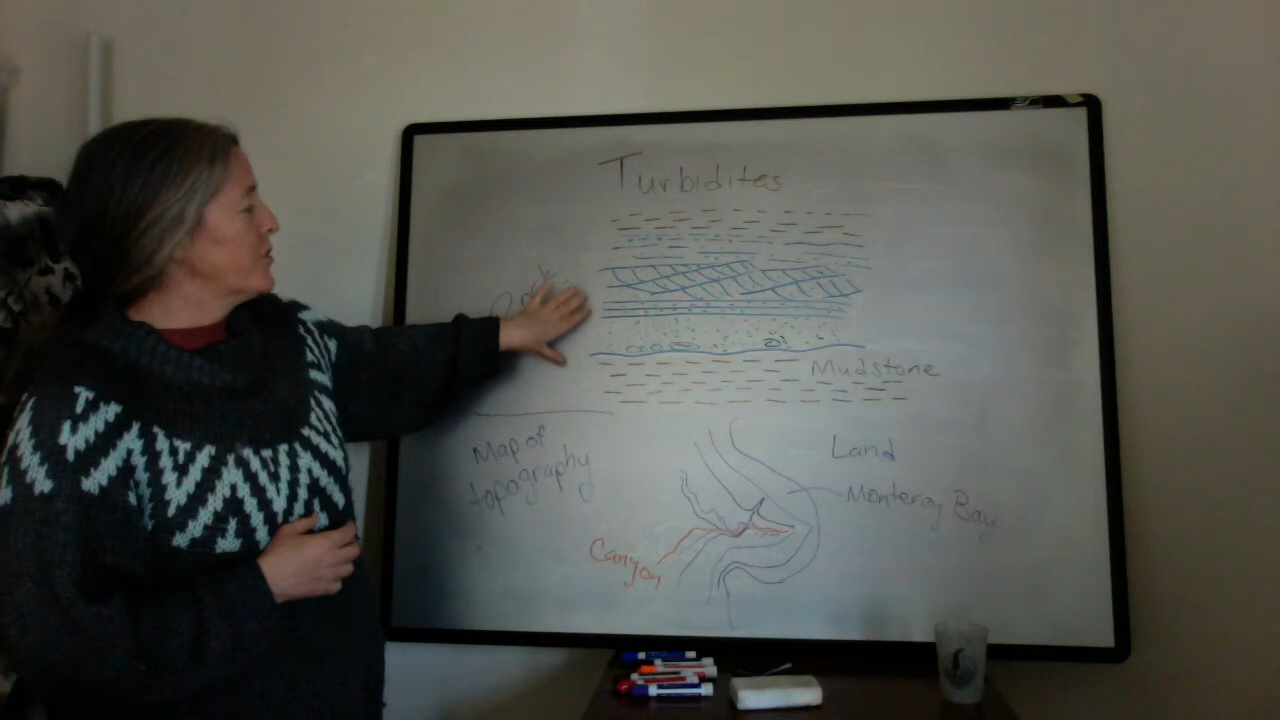 Turbidites
Mudstone
Map of
topography
Land
Monterey Bay
Canyon